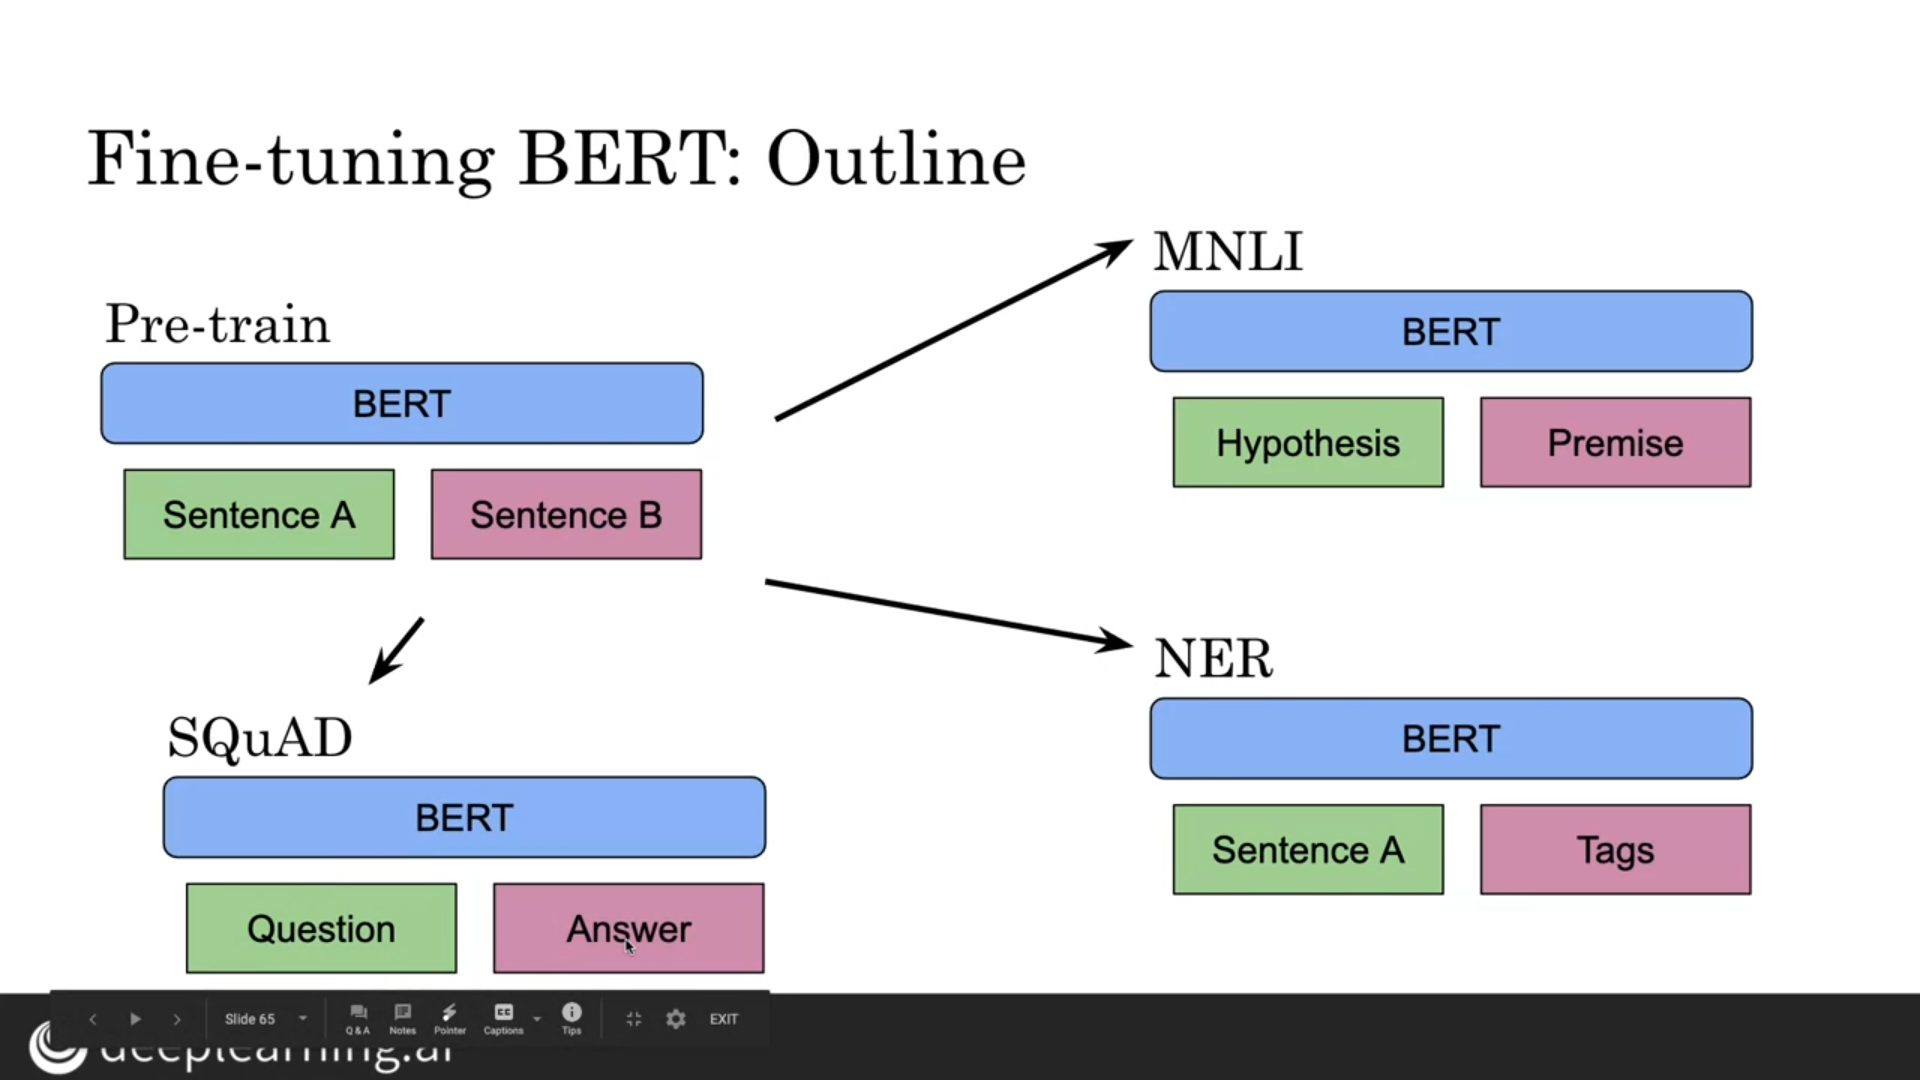 Fine-tuning BERT: Outline
Pre-train
BERT
Sentence A
Sentence B
MNLI
BERT
Hypothesis
Premise
SQuAD
BERT
Question
Answer
NER
BERT
Sentence A
Tags
Slide 65
Q & A
Notes
Pointer
CC
Captions
Tips
EXIT
deeplearning.ai